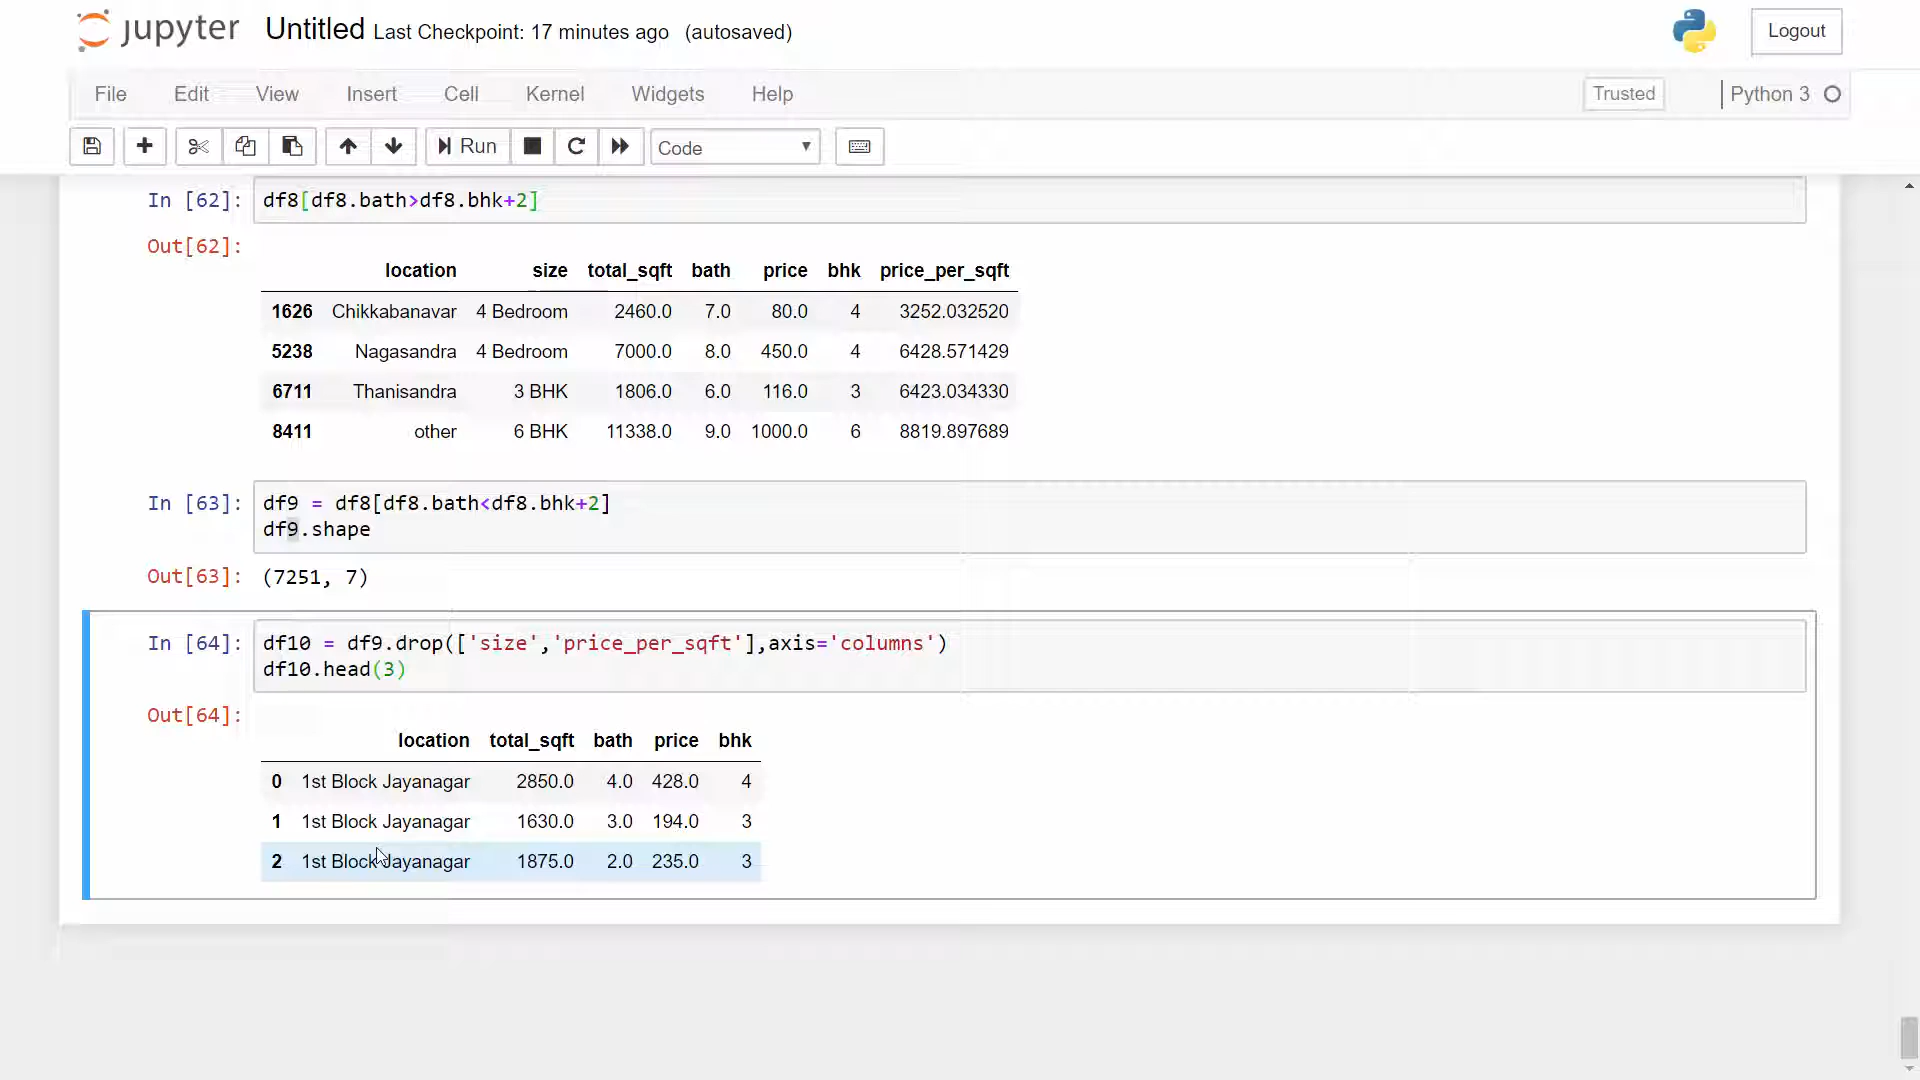 jupyter Untitled Last Checkpoint: 17 minutes ago (autosaved) Logout
File Edit View Insert Cell Kernel Widgets Help Trusted Python 3
Run Code
In [62]: df8[df8.bath>df8.bhk+2]
Out[62]:
location size total_sqft bath price bhk price_per_sqft
1626 Chikkabanavar 4 Bedroom 2460.0 7.0 80.0 4 3252.032520
5238 Nagasandra 4 Bedroom 7000.0 8.0 450.0 4 6428.571429
6711 Thanisandra 3 BHK 1806.0 6.0 116.0 3 6423.034330
8411 other 6 BHK 11338.0 9.0 1000.0 6 8819.897689
In [63]: df9 = df8[df8.bath<df8.bhk+2]
df9.shape
Out[63]: (7251, 7)
In [64]: df10 = df9.drop(['size','price_per_sqft'],axis='columns')
df10.head(3)
Out[64]:
location total_sqft bath price bhk
0 1st Block Jayanagar 2850.0 4.0 428.0 4
1 1st Block Jayanagar 1630.0 3.0 194.0 3
2 1st Block Jayanagar 1875.0 2.0 235.0 3